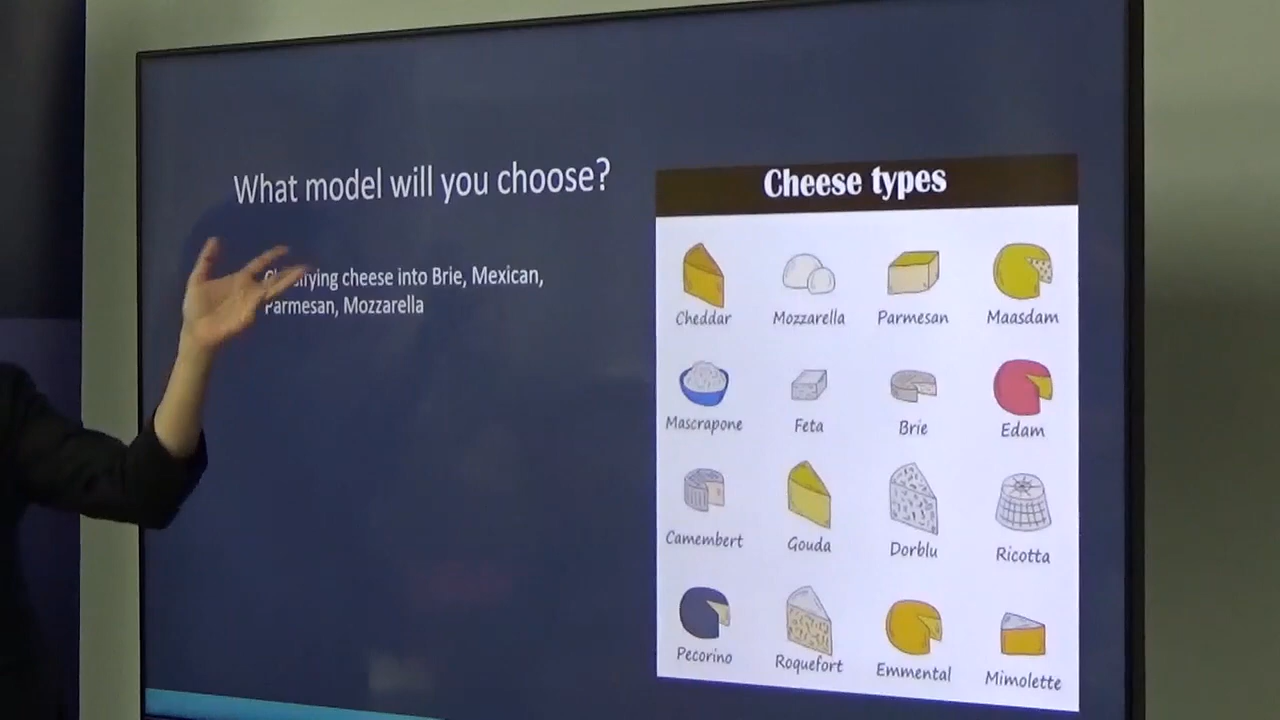 What model will you choose?
cheese into Brie, Mexican,
Parmesan, Mozzarella
Cheese types
Cheddar Mozzarella Parmesan Maasdam
Mascrapone Feta Brie Edam
Camembert Gouda Dorblu Ricotta
Pecorino Roquefort Emmental Mimolette